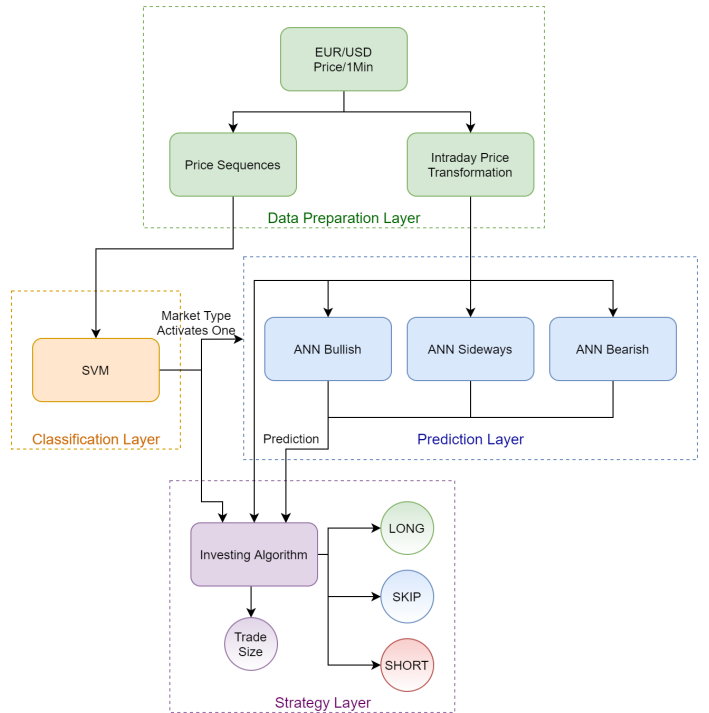 EUR/USD
Price/1Min
Price Sequences
Intraday Price
Transformation
Data Preparation Layer
Market Type
Activates One
SVM
Classification Layer
ANN Bullish
ANN Sideways
ANN Bearish
Prediction
Prediction Layer
Investing Algorithm
LONG
SKIP
SHORT
Trade
Size
Strategy Layer